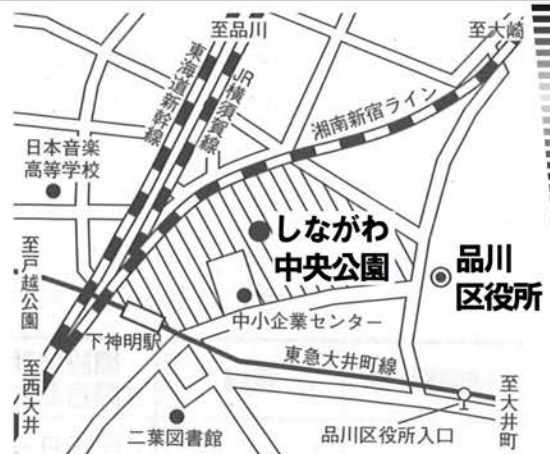 至品川
至大崎
東海道新幹線
JR横須賀線
湘南新宿ライン
日本音楽
高等学校
しながわ
中央公園
品川
区役所
至戸越公園
中小企業センター
下神明駅
東急大井町線
至西大井
至大井町
二葉図書館
品川区役所入口